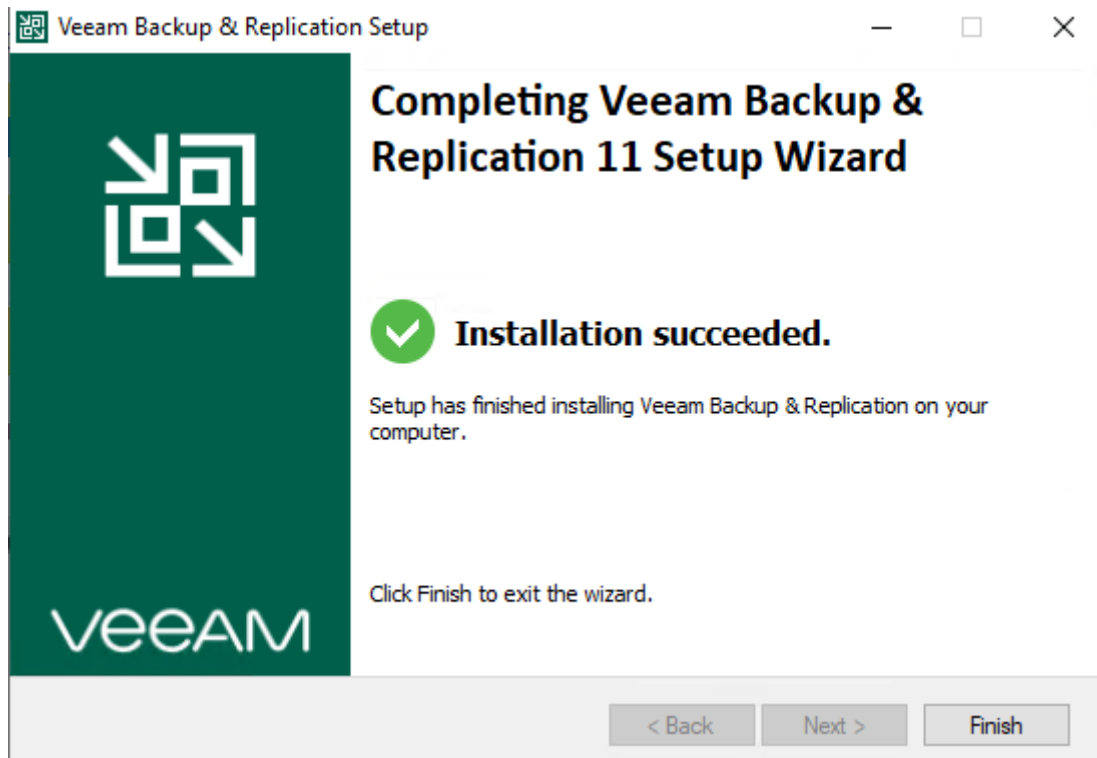 Veeam Backup & Replication Setup
Completing Veeam Backup &
Replication 11 Setup Wizard
Installation succeeded.
Setup has finished installing Veeam Backup & Replication on your
computer.
Click Finish to exit the wizard.
veeam
< Back Next > Finish